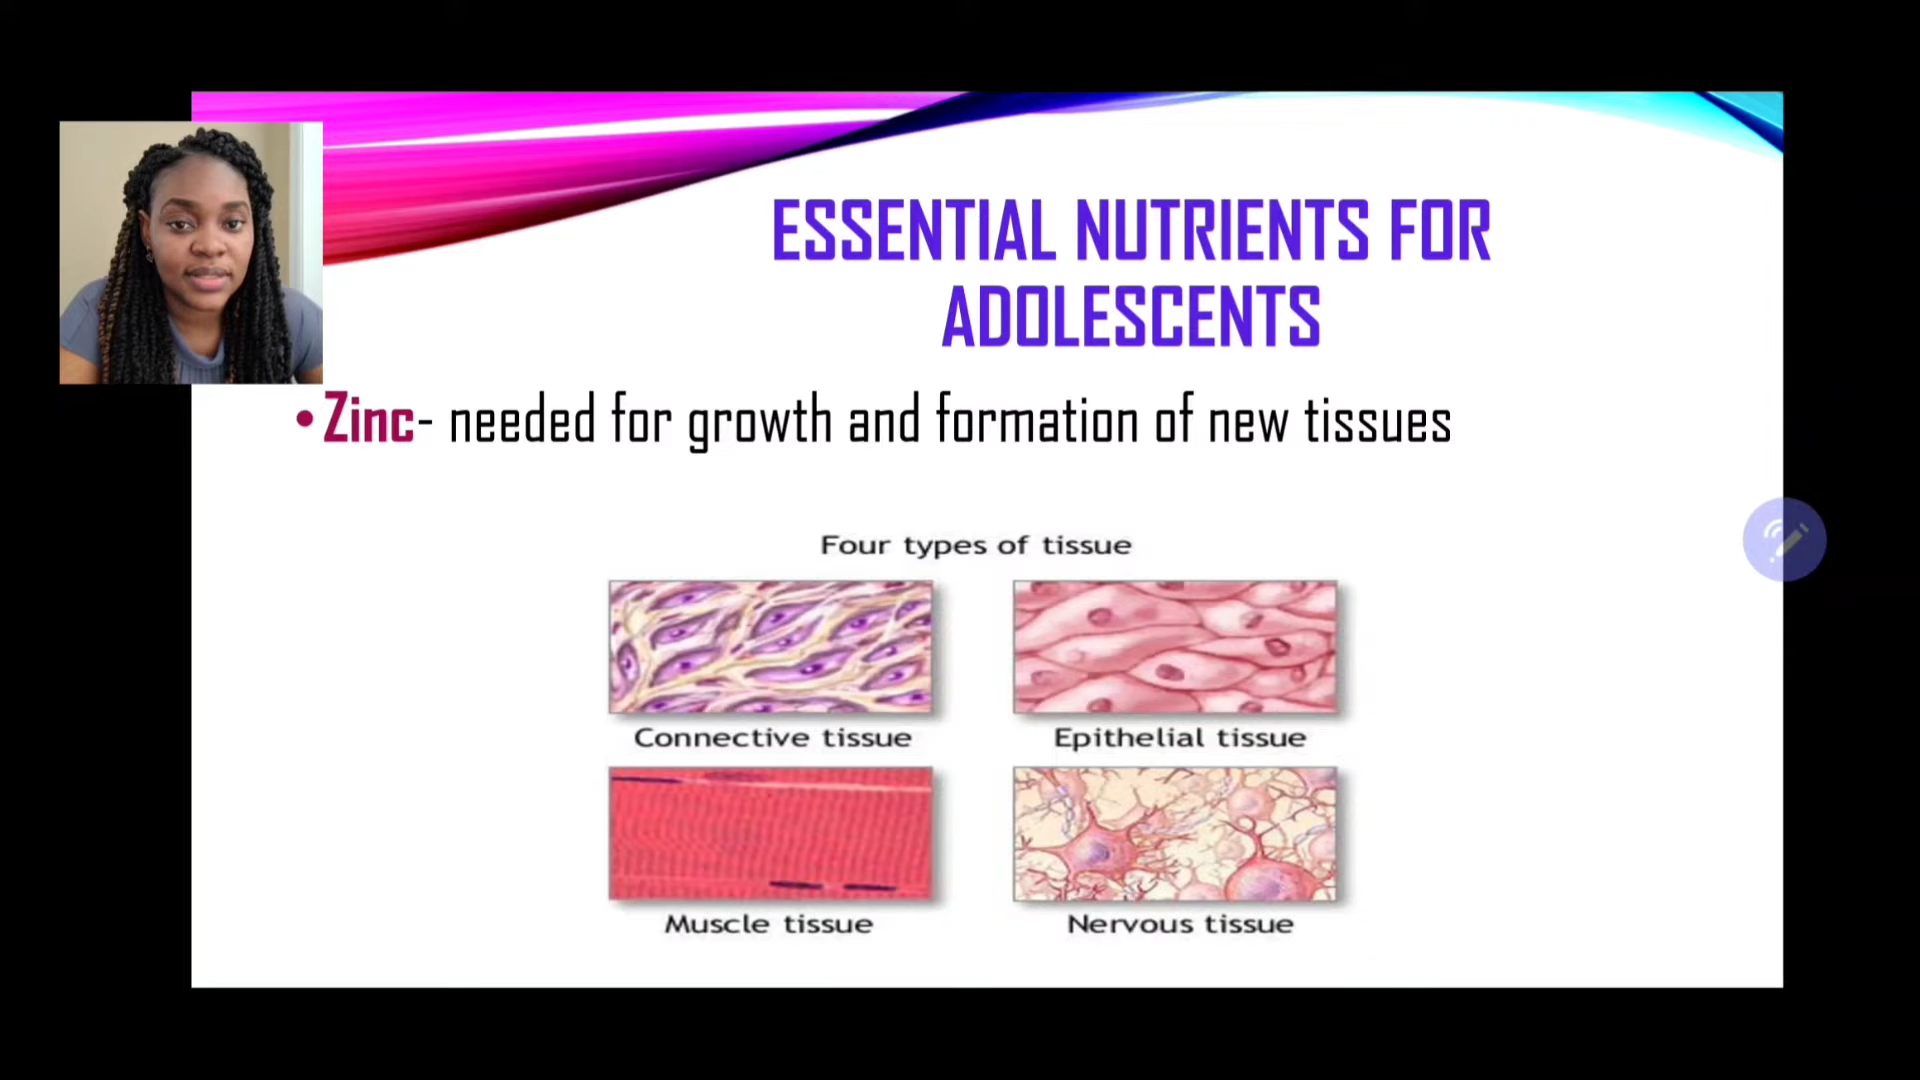 ESSENTIAL NUTRIENTS FOR
ADOLESCENTS
•Zinc- needed for growth and formation of new tissues
Four types of tissue
Connective tissue
Epithelial tissue
Muscle tissue
Nervous tissue